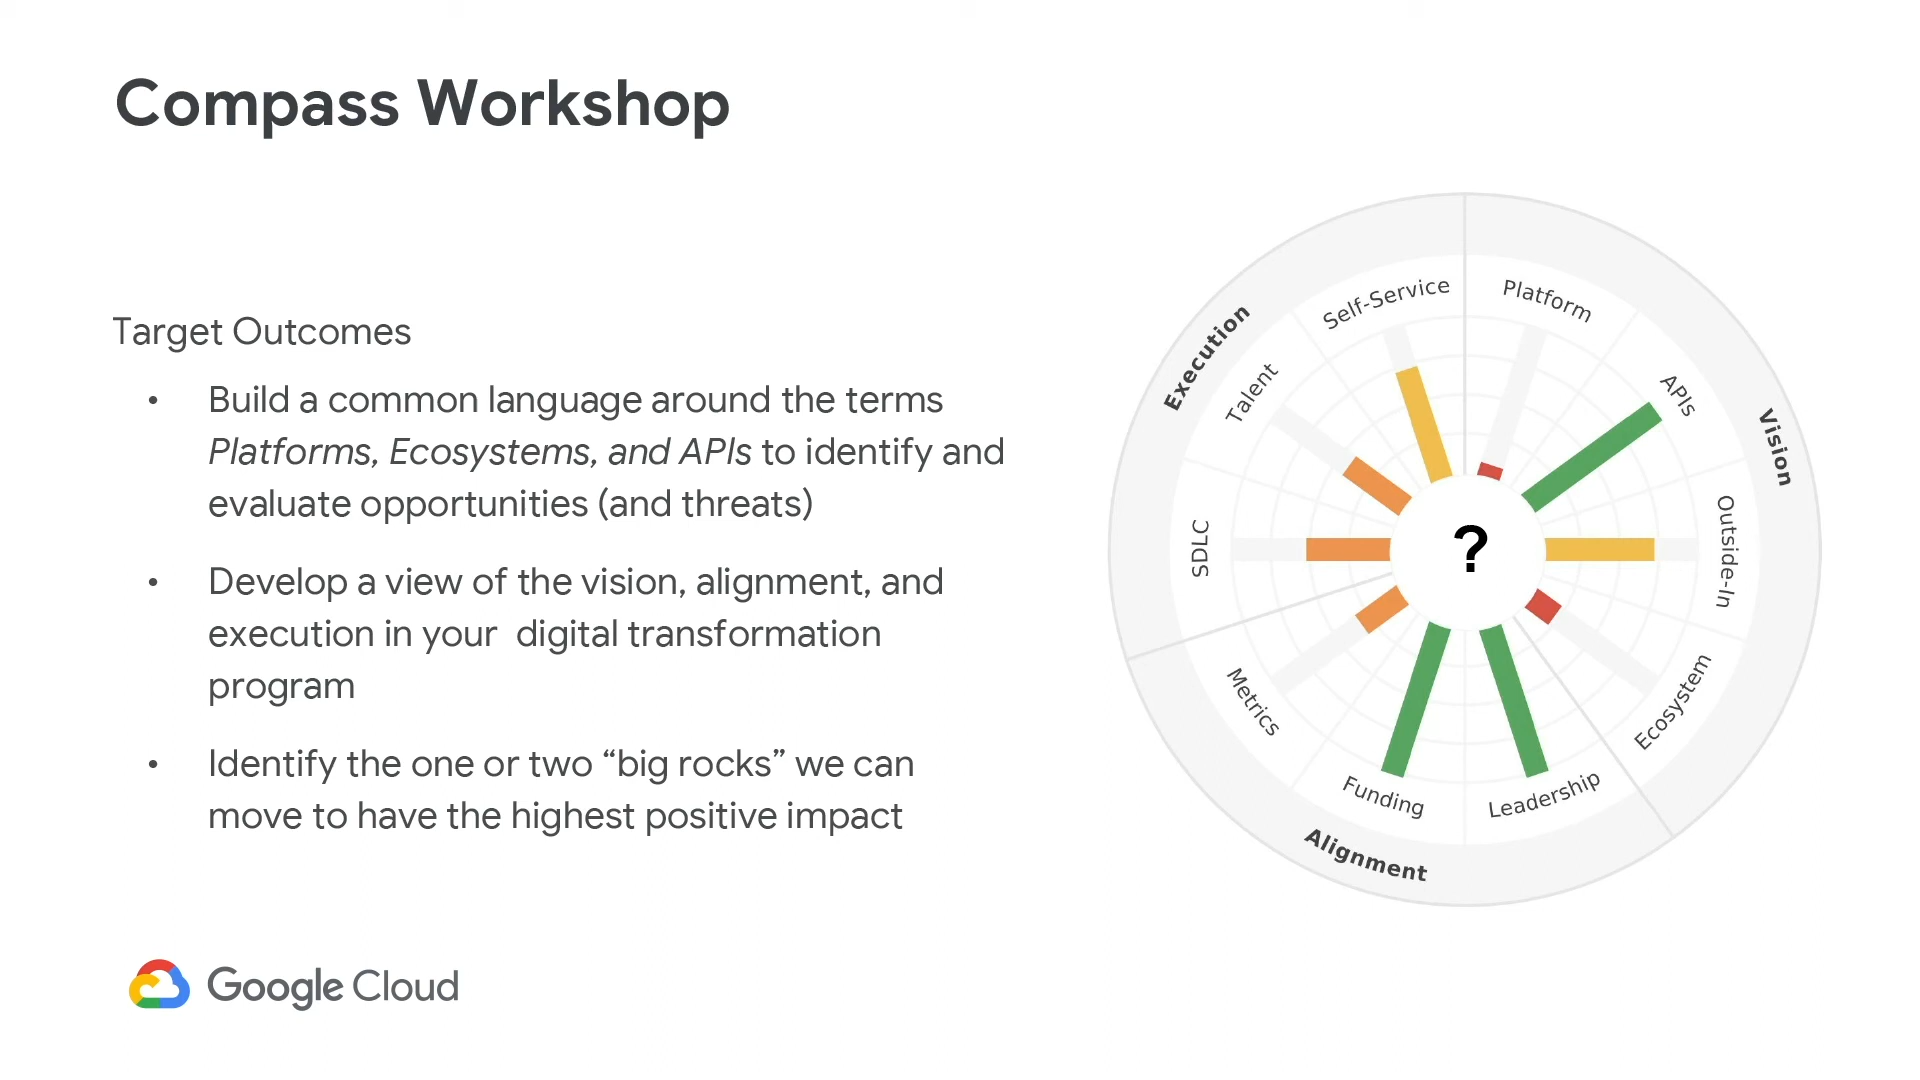 Compass Workshop
Target Outcomes
• Build a common language around the terms
Platforms, Ecosystems, and APIs to identify and
evaluate opportunities (and threats)
• Develop a view of the vision, alignment, and
execution in your  digital transformation
program
• Identify the one or two “big rocks” we can
move to have the highest positive impact
Google Cloud
Execution
Vision
Alignment
Self-Service
Platform
APIs
Outside-In
Ecosystem
Leadership
Funding
Metrics
SDLC
Talent
?